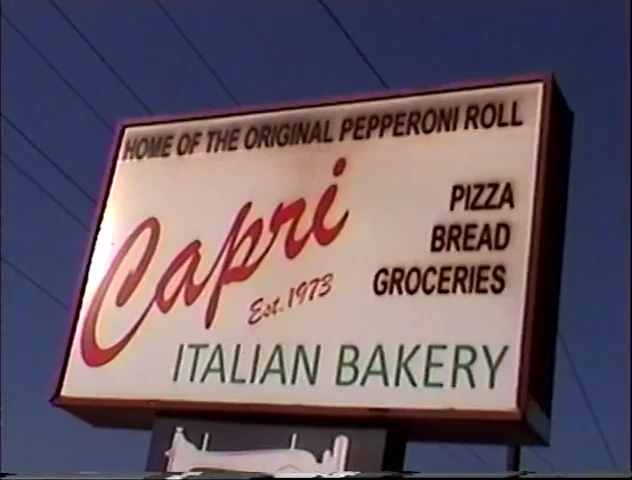 HOME OF THE ORIGINAL PEPPERONI ROLL
Capri
Est. 1973
PIZZA
BREAD
GROCERIES
ITALIAN BAKERY